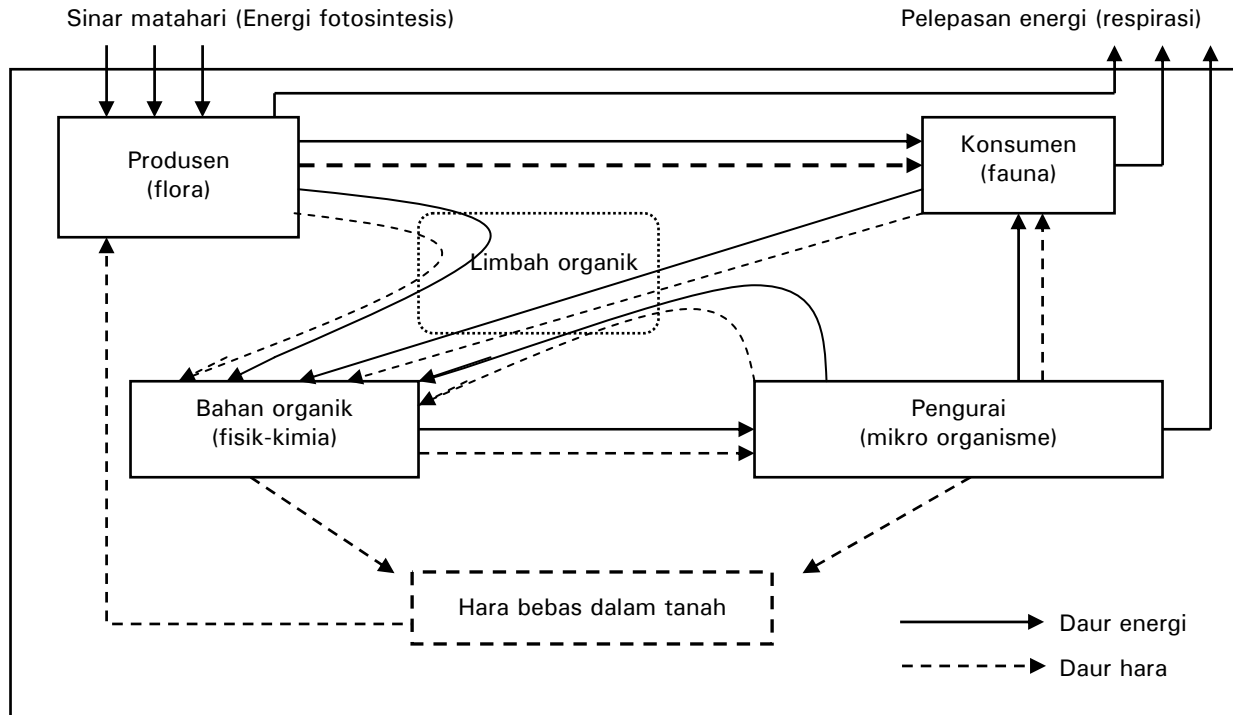 Sinar matahari (Energi fotosintesis)
Pelepasan energi (respirasi)
Produsen
(flora)
Konsumen
(fauna)
Limbah organik
Bahan organik
(fisik-kimia)
Pengurai
(mikro organisme)
Hara bebas dalam tanah
Daur energi
Daur hara